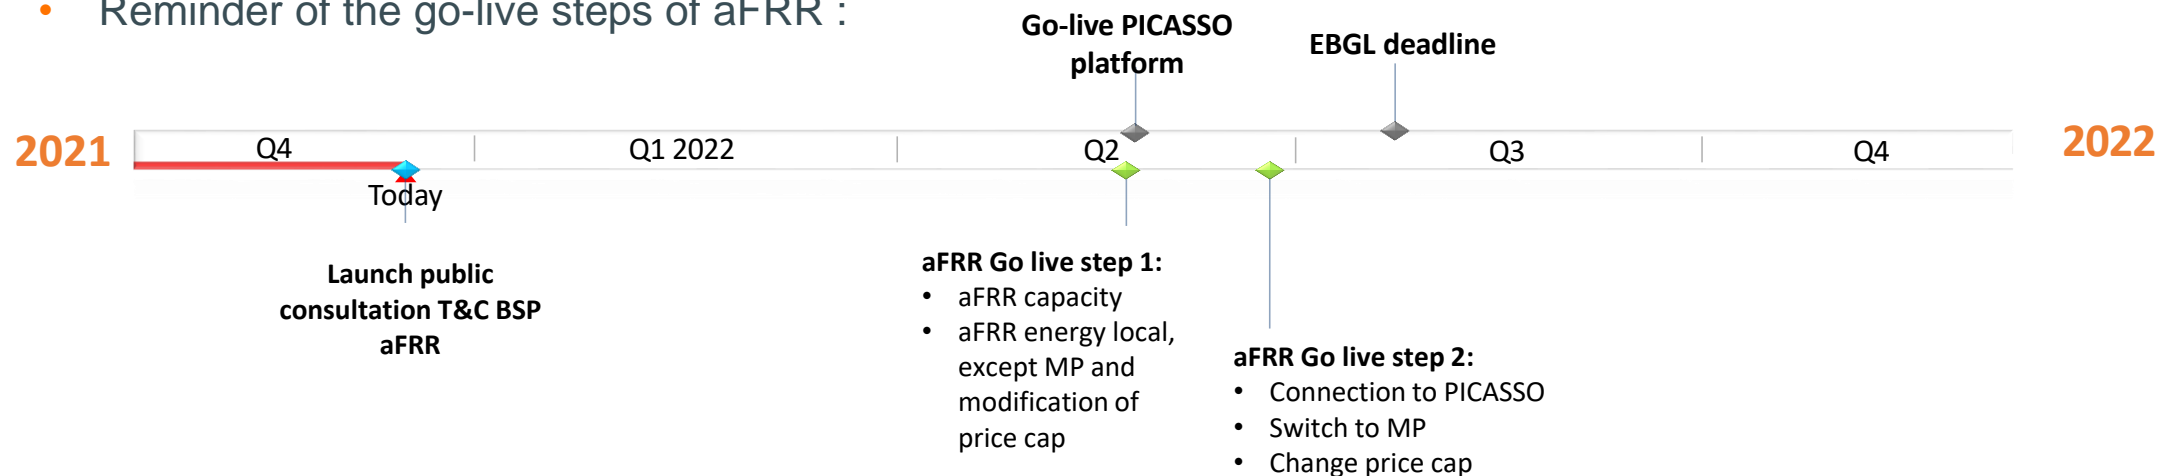 • Reminder of the go-live steps of aFRR :
Go-live PICASSO
platform
EBGL deadline
2021
Q4
Q1 2022
Q2
Q3
Q4
2022
Today
Launch public
consultation T&C BSP
aFRR
aFRR Go live step 1:
• aFRR capacity
• aFRR energy local,
except MP and
modification of
price cap
aFRR Go live step 2:
• Connection to PICASSO
• Switch to MP
• Change price cap